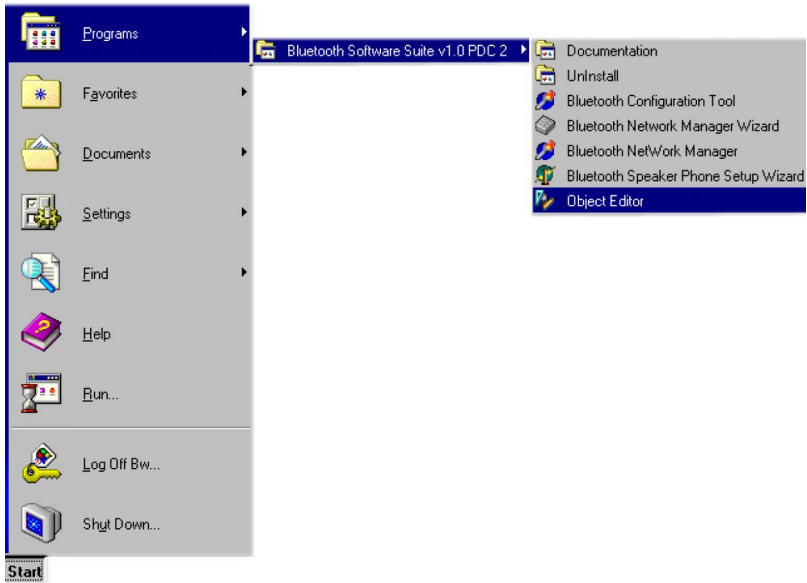 Programs
Favorites
Documents
Settings
Find
Help
Run...
Log Off Bw...
Shut Down...
Start
Bluetooth Software Suite v1.0 PDC 2
Documentation
UnInstall
Bluetooth Configuration Tool
Bluetooth Network Manager Wizard
Bluetooth NetWork Manager
Bluetooth Speaker Phone Setup Wizard
Object Editor